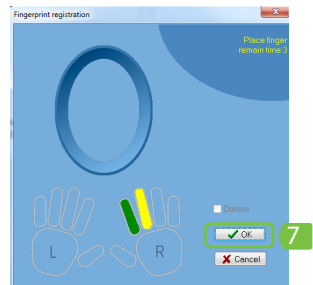 Fingerprint registration
Place finger
remain time:3
Duress
OK
7
Cancel
L
R